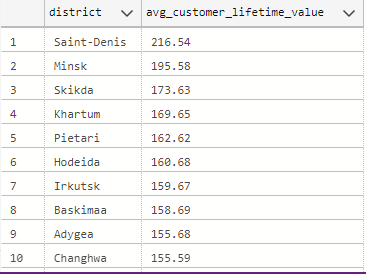 district avg_customer_lifetime_value
1 Saint-Denis 216.54
2 Minsk 195.58
3 Skikda 173.63
4 Khartum 169.65
5 Pietari 162.62
6 Hodeida 160.68
7 Irkutsk 159.67
8 Baskimaa 158.69
9 Adygea 155.68
10 Changhwa 155.59